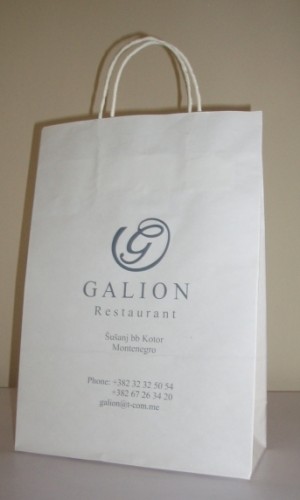 G
GALION
Restaurant
Šušanj bb Kotor
Montenegro
Phone: +382 32 32 50 54
+382 67 26 34 20
galion@t-com.me